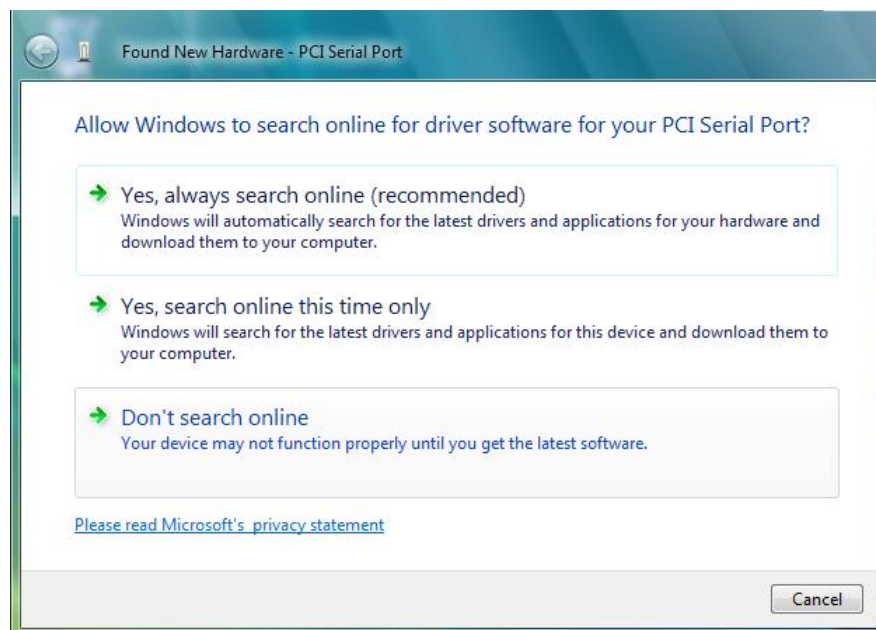 Found New Hardware - PCI Serial Port
Allow Windows to search online for driver software for your PCI Serial Port?
Yes, always search online (recommended)
Windows will automatically search for the latest drivers and applications for your hardware and
download them to your computer.
Yes, search online this time only
Windows will search for the latest drivers and applications for this device and download them to
your computer.
Don't search online
Your device may not function properly until you get the latest software.
Please read Microsoft's privacy statement
Cancel